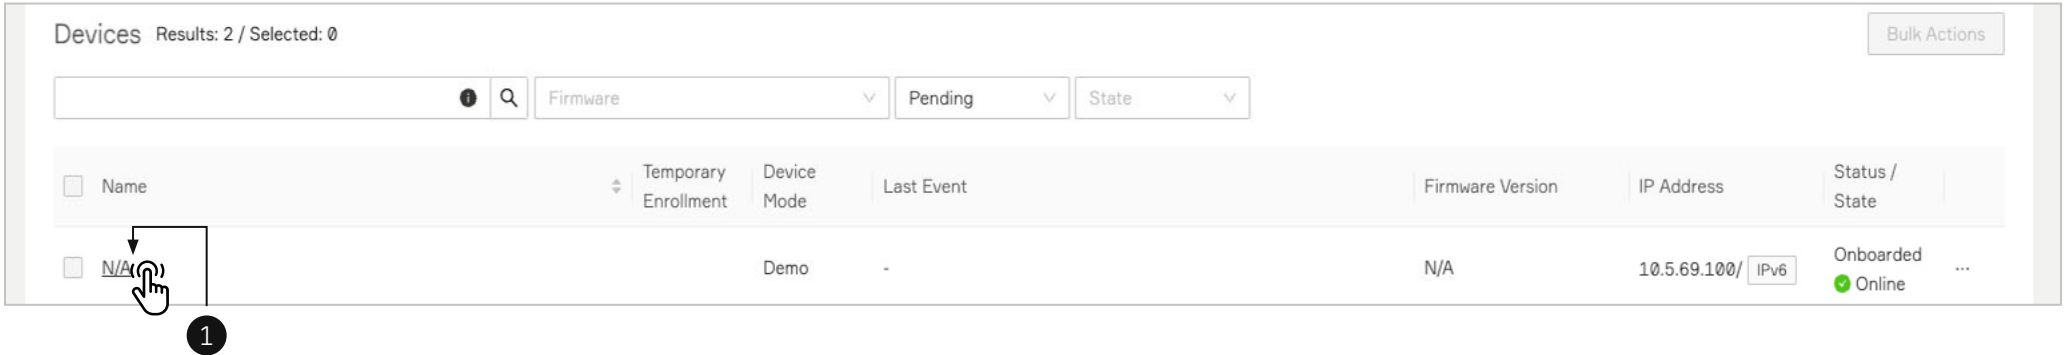 Devices Results: 2 / Selected: 0
Bulk Actions
Firmware
Pending
State
Name
Temporary Enrollment
Device Mode
Last Event
Firmware Version
IP Address
Status / State
N/A
Demo
-
N/A
10.5.69.100/ IPv6
Onboarded
Online
...
1